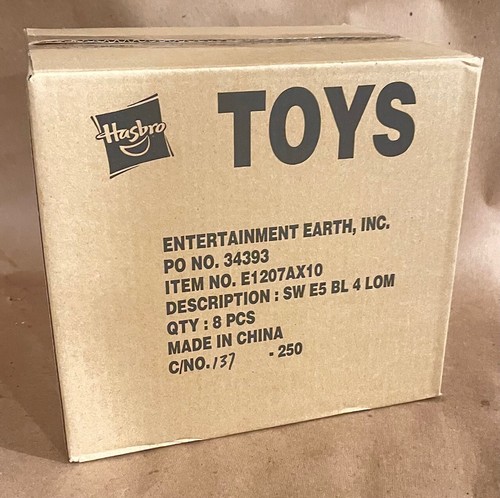 Hasbro
TOYS
ENTERTAINMENT EARTH, INC.
PO NO. 34393
ITEM NO. E1207AX10
DESCRIPTION : SW E5 BL 4 LOM
QTY : 8 PCS
MADE IN CHINA
C/NO. 137 - 250